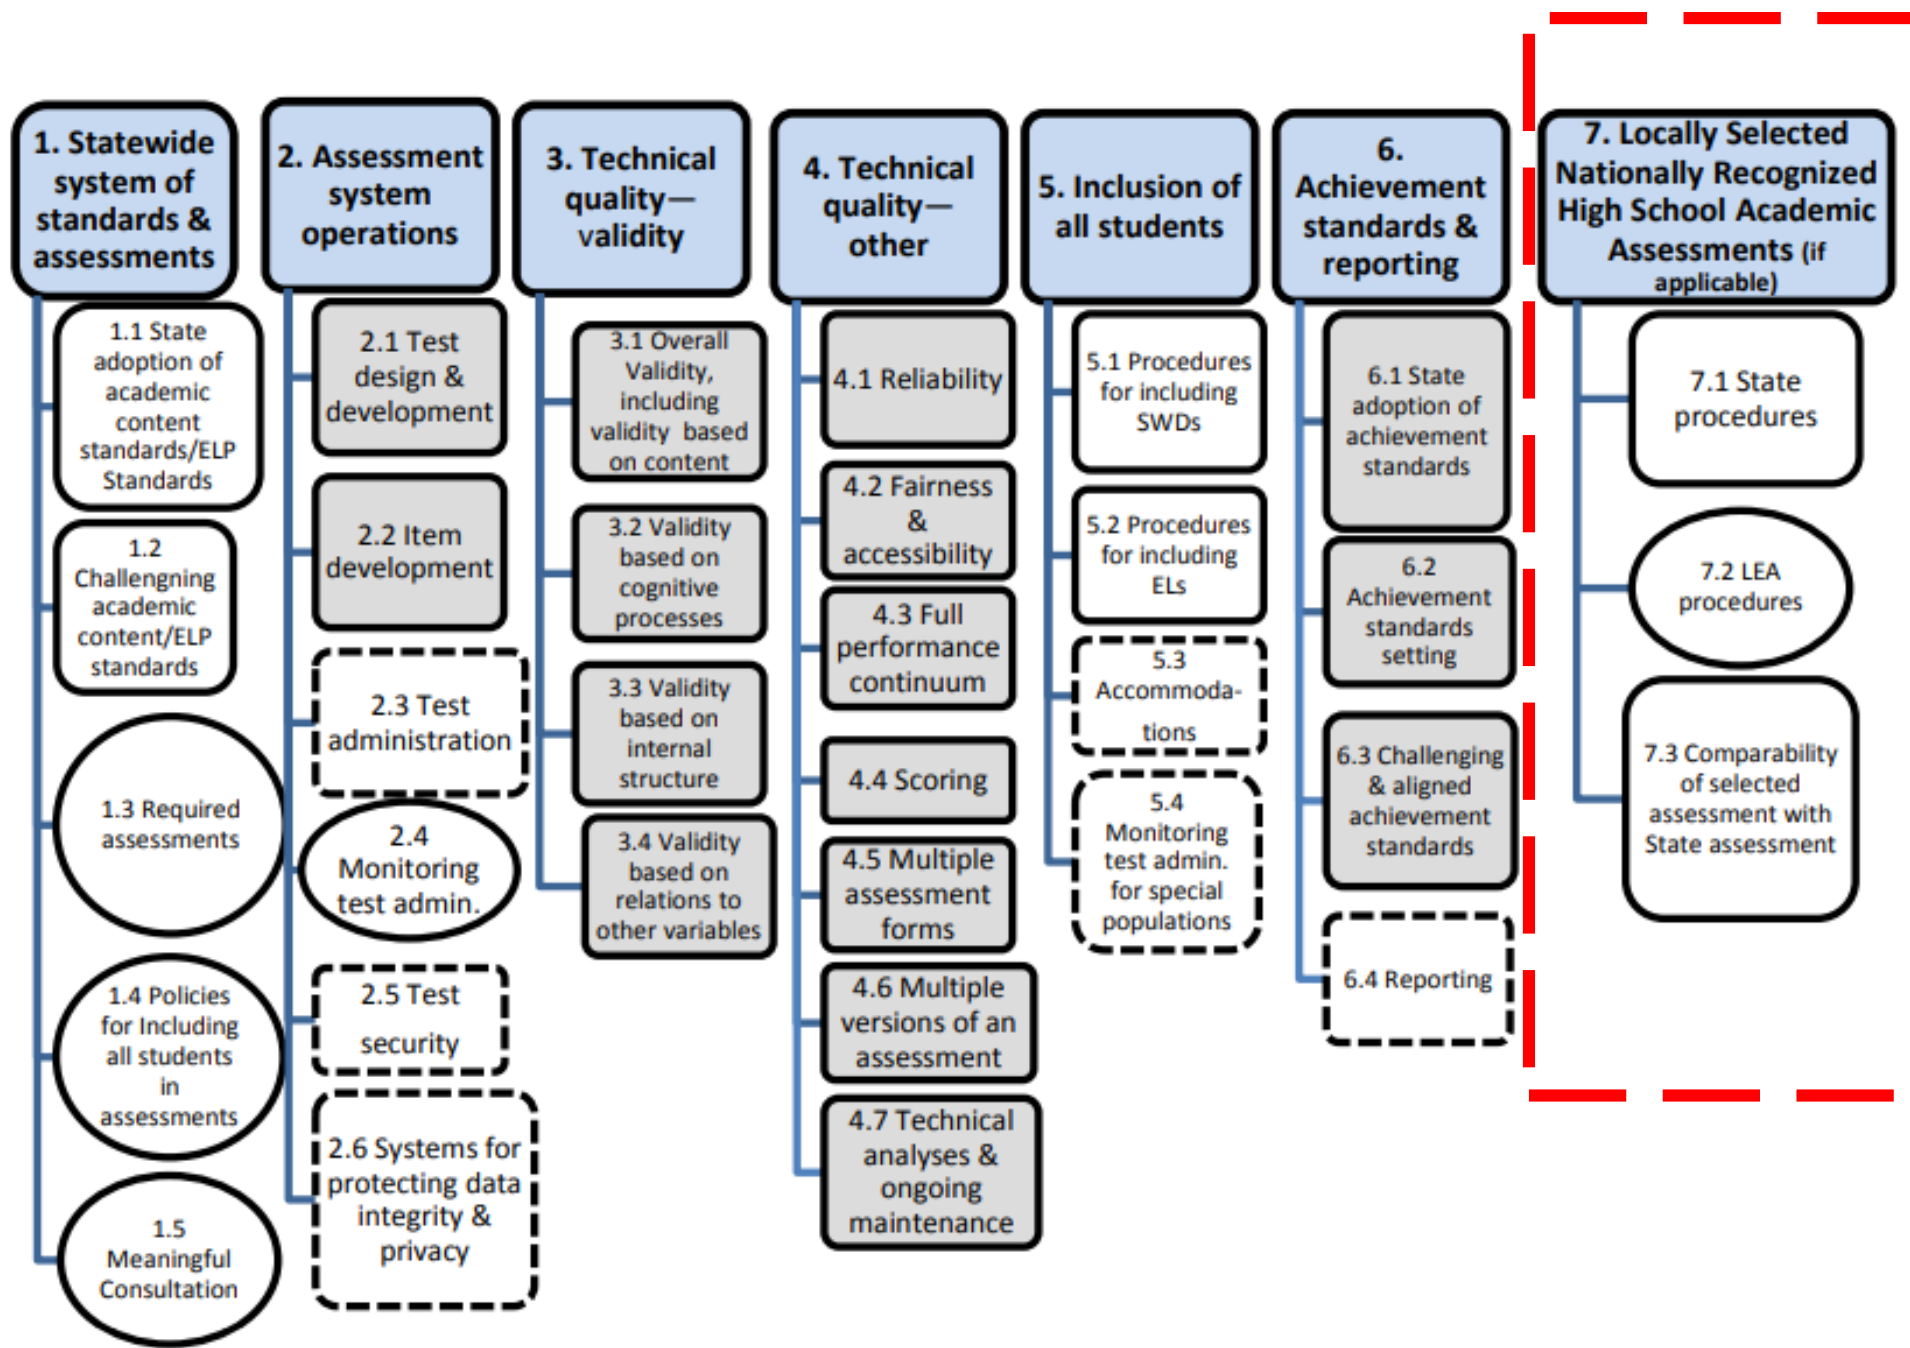 1. Statewide
system of
standards &
assessments
1.1 State
adoption of
academic
content
standards/ELP
Standards
1.2
Challengning
academic
content/ELP
standards
1.3 Required
assessments
1.4 Policies
for Including
all students
in
assessments
1.5
Meaningful
Consultation
2. Assessment
system
operations
2.1 Test
design &
development
2.2 Item
development
2.3 Test
administration
2.4
Monitoring
test admin.
2.5 Test
security
2.6 Systems for
protecting data
integrity &
privacy
3. Technical
quality—
validity
3.1 Overall
Validity,
including
validity based
on content
3.2 Validity
based on
cognitive
processes
3.3 Validity
based on
internal
structure
3.4 Validity
based on
relations to
other variables
4. Technical
quality—
other
4.1 Reliability
4.2 Fairness
&
accessibility
4.3 Full
performance
continuum
4.4 Scoring
4.5 Multiple
assessment
forms
4.6 Multiple
versions of an
assessment
4.7 Technical
analyses &
ongoing
maintenance
5. Inclusion of
all students
5.1 Procedures
for including
SWDs
5.2 Procedures
for including
ELs
5.3
Accommoda-
tions
5.4
Monitoring
test admin.
for special
populations
6.
Achievement
standards &
reporting
6.1 State
adoption of
achievement
standards
6.2
Achievement
standards
setting
6.3 Challenging
& aligned
achievement
standards
6.4 Reporting
7. Locally Selected
Nationally Recognized
High School Academic
Assessments (if
applicable)
7.1 State
procedures
7.2 LEA
procedures
7.3 Comparability
of selected
assessment with
State assessment